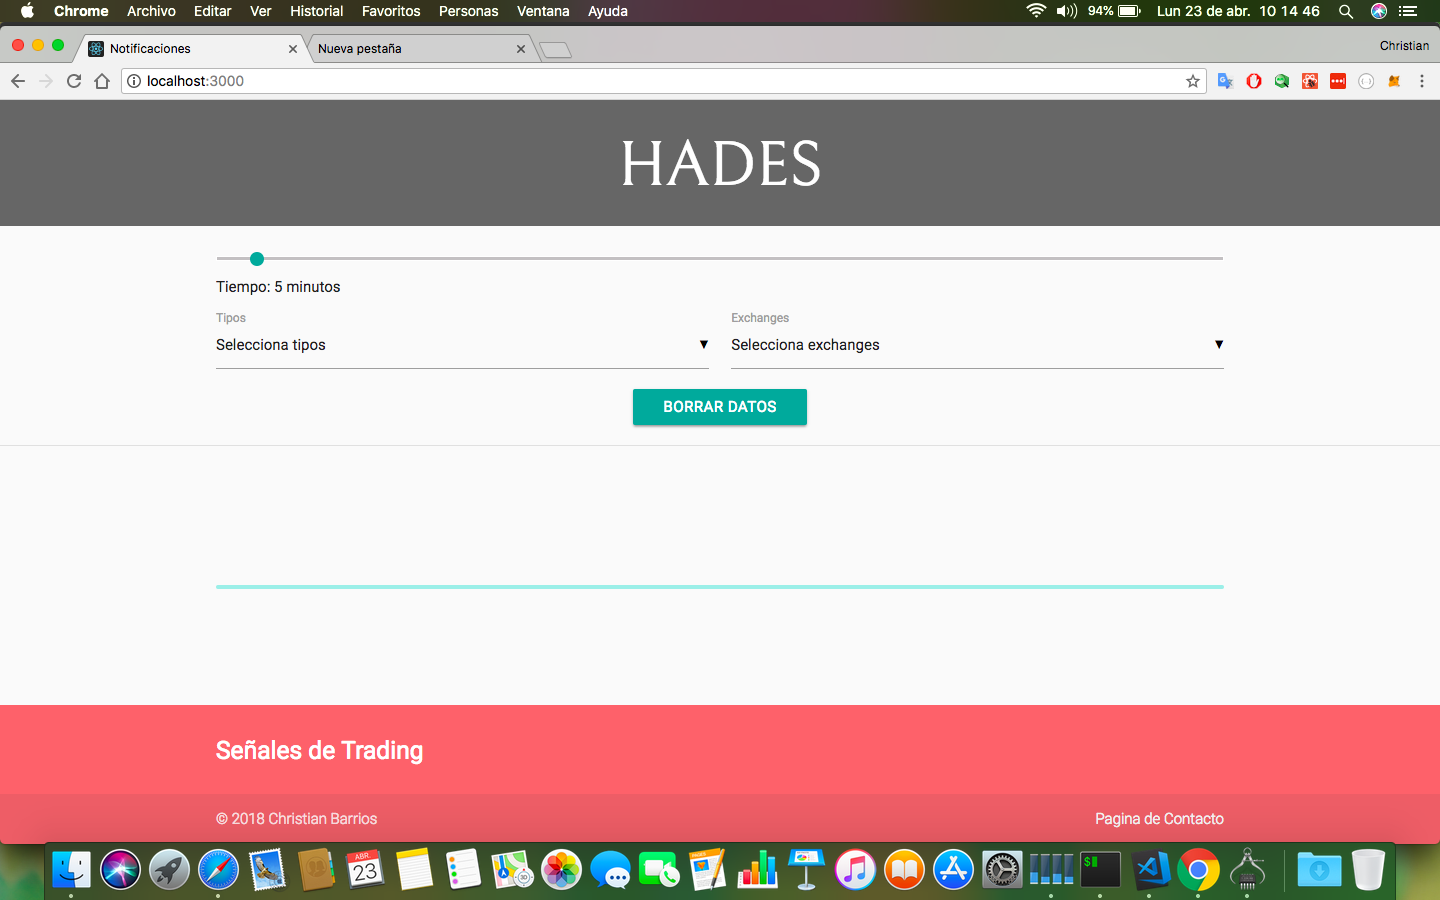 Chrome Archivo Editar Ver Historial Favoritos Personas Ventana Ayuda 94% Lun 23 de abr. 10 14 46
Notificaciones Nueva pestaña Christian
localhost:3000
HADES
Tiempo: 5 minutos
Tipos Exchanges
Selecciona tipos Selecciona exchanges
BORRAR DATOS
Señales de Trading
© 2018 Christian Barrios Pagina de Contacto
ABR.
23
$